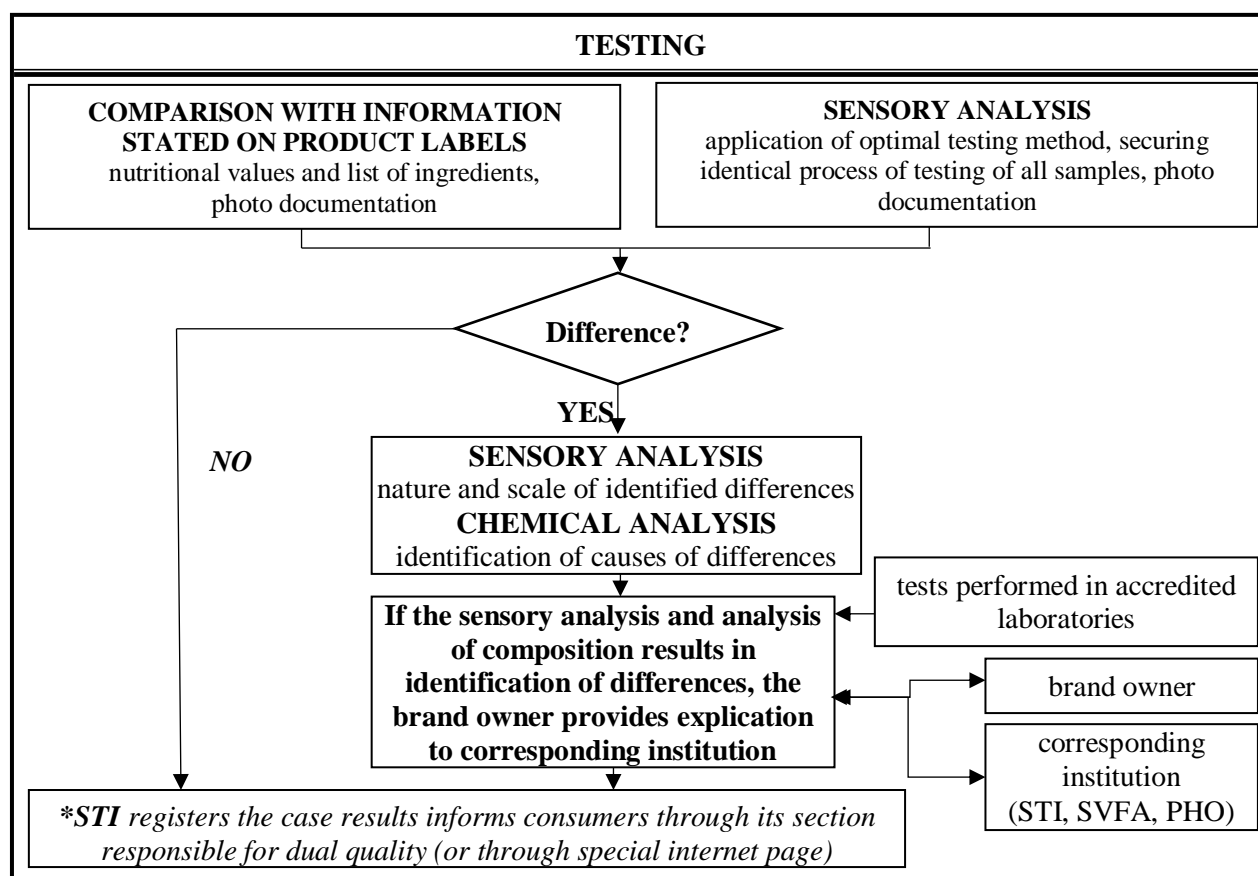 TESTING
COMPARISON WITH INFORMATION
STATED ON PRODUCT LABELS
nutritional values and list of ingredients,
photo documentation
SENSORY ANALYSIS
application of optimal testing method, securing
identical process of testing of all samples, photo
documentation
Difference?
YES
NO
SENSORY ANALYSIS
nature and scale of identified differences
CHEMICAL ANALYSIS
identification of causes of differences
tests performed in accredited
laboratories
If the sensory analysis and analysis
of composition results in
identification of differences, the
brand owner provides explication
to corresponding institution
brand owner
corresponding
institution
(STI, SVFA, PHO)
*STI registers the case results informs consumers through its section
responsible for dual quality (or through special internet page)